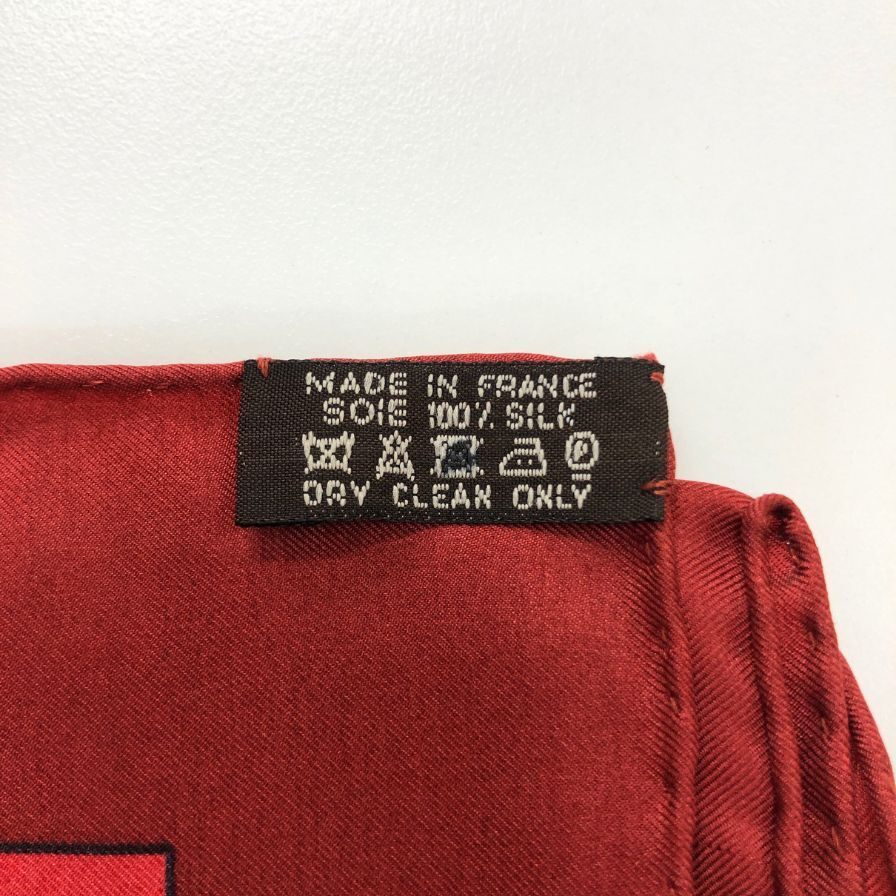 MADE IN FRANCE
SOIE 100% SILK
P
DRY CLEAN ONLY